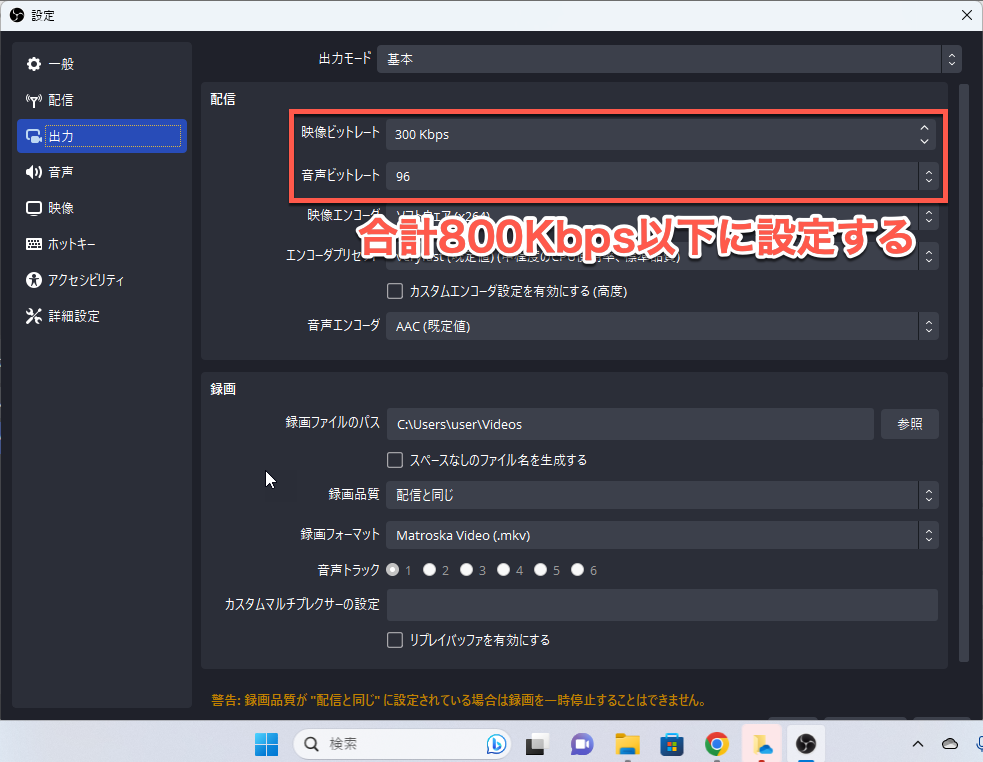 設定
一般
配信
出力
音声
映像
ホットキー
アクセシビリティ
詳細設定
出力モード 基本
配信
映像ビットレート 300 Kbps
音声ビットレート 96
映像エンコーダ ソフトウェア (x264)
合計800Kbps以下に設定する
エンコーダプリセット
カスタムエンコーダ設定を有効にする (高度)
音声エンコーダ AAC (既定値)
録画
録画ファイルのパス C:\Users\user\Videos 参照
スペースなしのファイル名を生成する
録画品質 配信と同じ
録画フォーマット Matroska Video (.mkv)
音声トラック 1 2 3 4 5 6
カスタムマルチプレクサーの設定
リプレイバッファを有効にする
警告: 録画品質が "配信と同じ" に設定されている場合は録画を一時停止することはできません。
検索